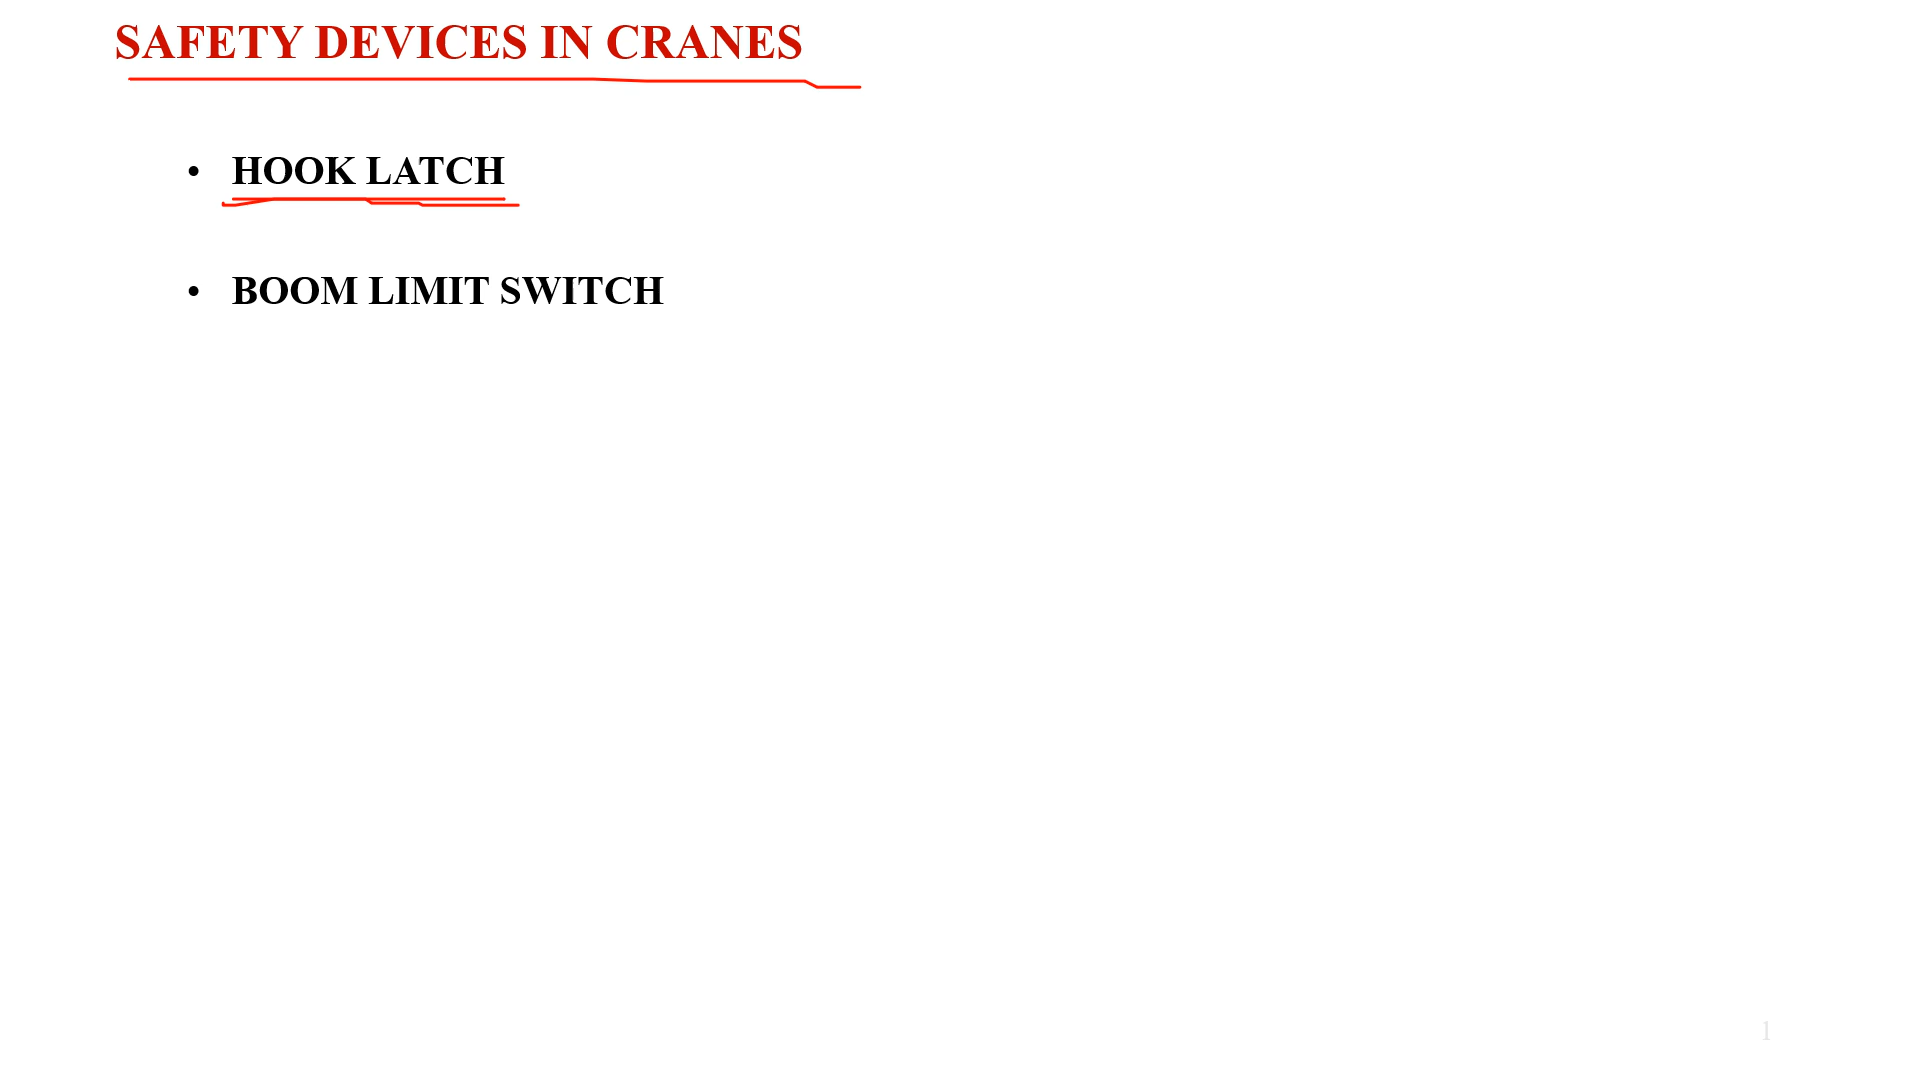 SAFETY DEVICES IN CRANES
• HOOK LATCH
• BOOM LIMIT SWITCH
1